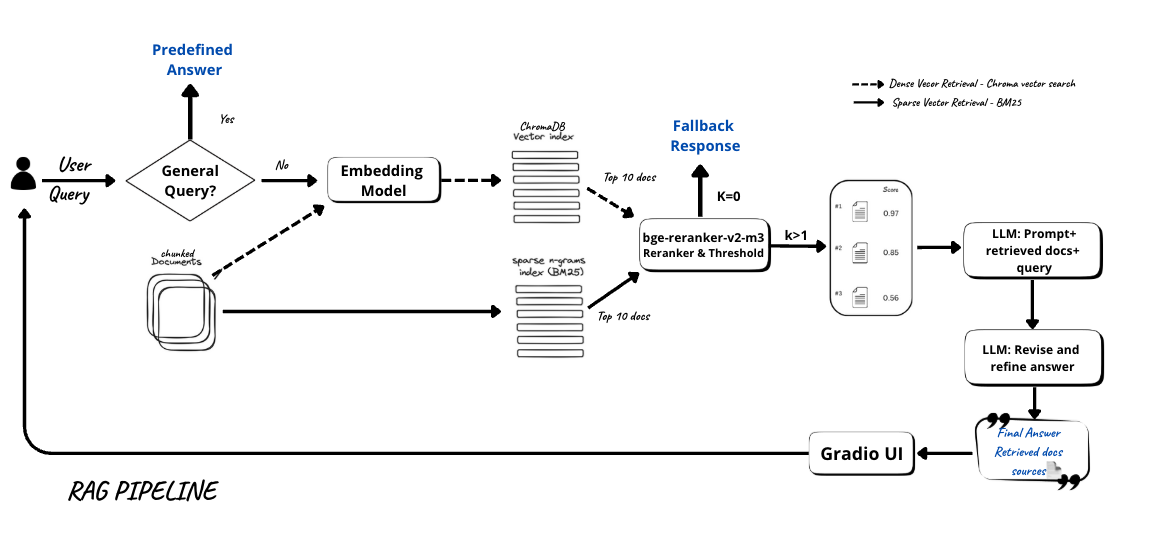 Predefined
Answer
Yes
User
Query
General
Query?
No
Embedding
Model
chunked
Documents
ChromaDB
Vector index
Top 10 docs
sparse n-grams
index (BM25)
Top 10 docs
Fallback
Response
K=0
bge-reranker-v2-m3
Reranker & Threshold
k>1
Dense Vecor Retrieval - Chroma vector search
Sparse Vector Retrieval - BM25
Score
#1 0.97
#2 0.85
#3 0.56
LLM: Prompt+
retrieved docs+
query
LLM: Revise and
refine answer
Final Answer
Retrieved docs
sources
Gradio UI
RAG PIPELINE